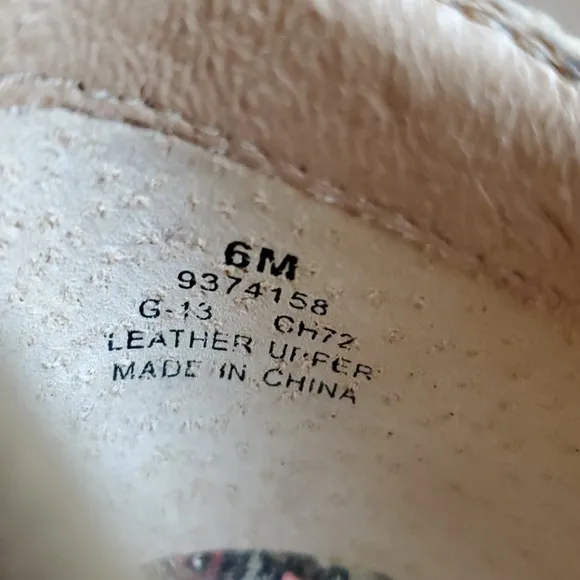 6M
9374158
G-13 CH72
LEATHER UPPER
MADE IN CHINA